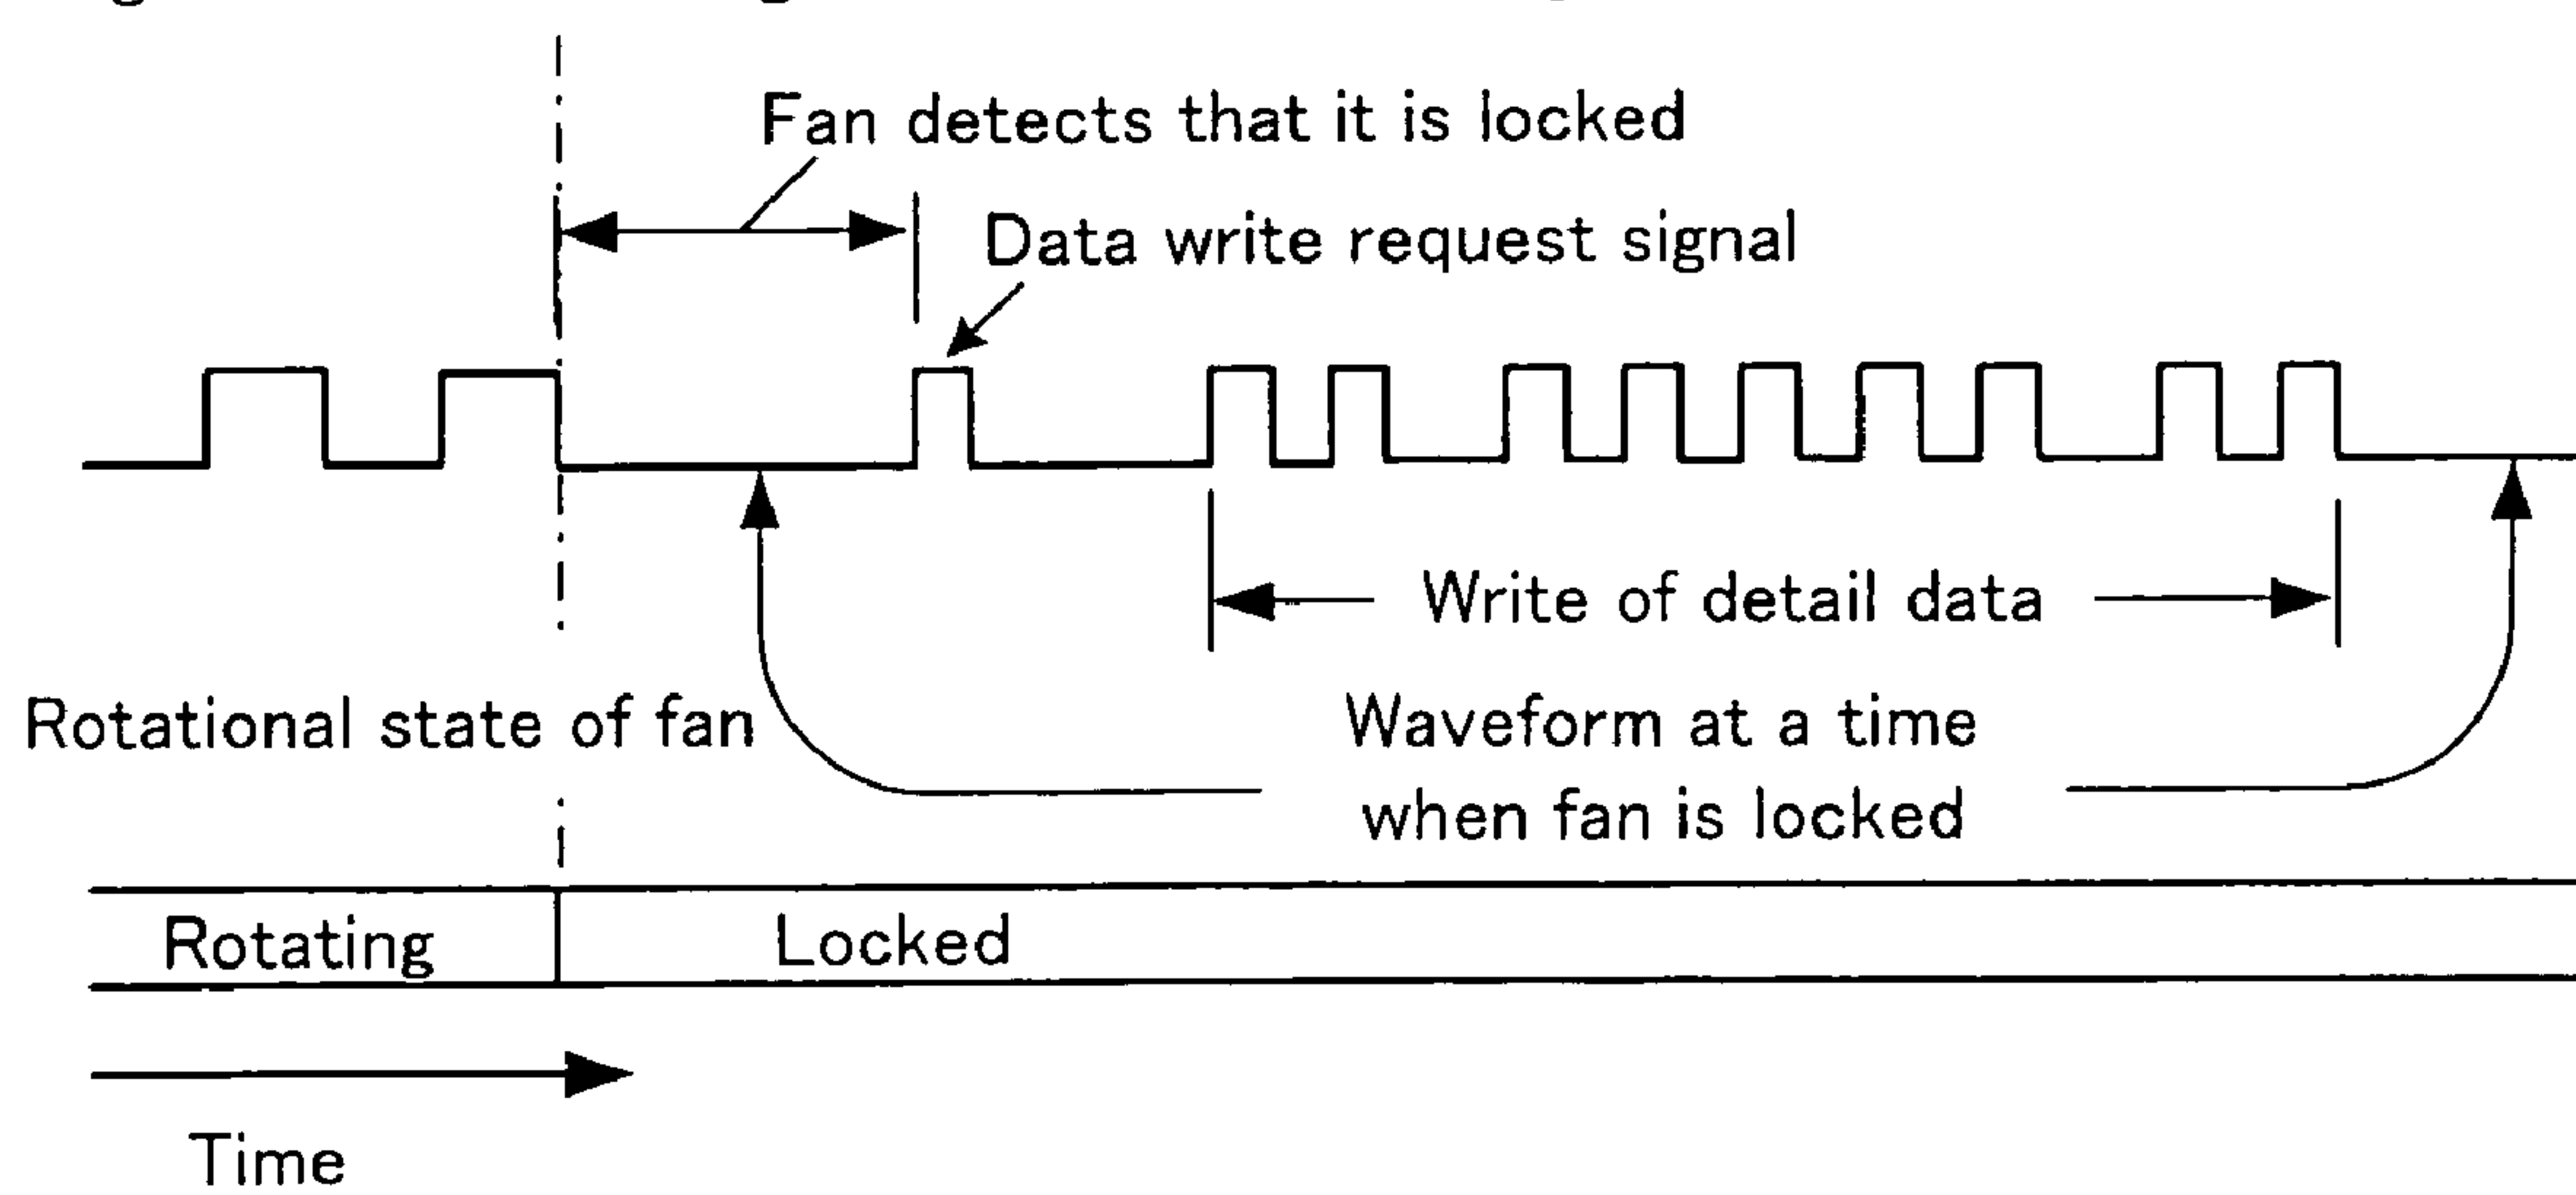 Fan detects that it is locked
Data write request signal
Write of detail data
Rotational state of fan
Waveform at a time
when fan is locked
Rotating
Locked
Time